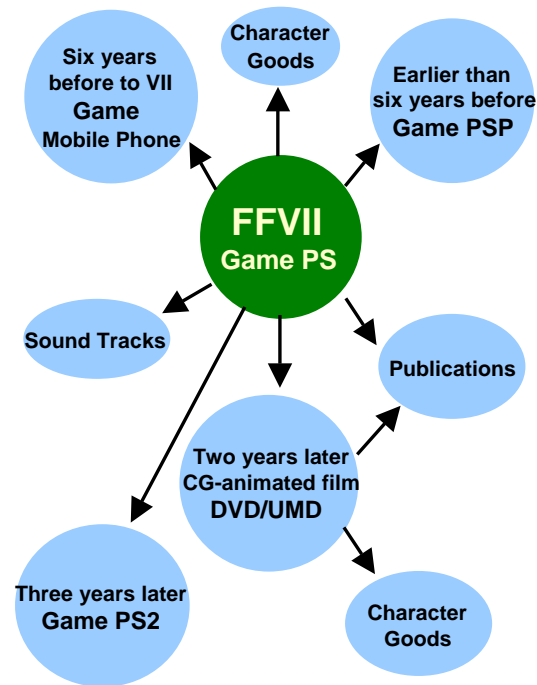 Six years
before to VII
Game
Mobile Phone
Character
Goods
Earlier than
six years before
Game PSP
FFVII
Game PS
Sound Tracks
Publications
Two years later
CG-animated film
DVD/UMD
Three years later
Game PS2
Character
Goods